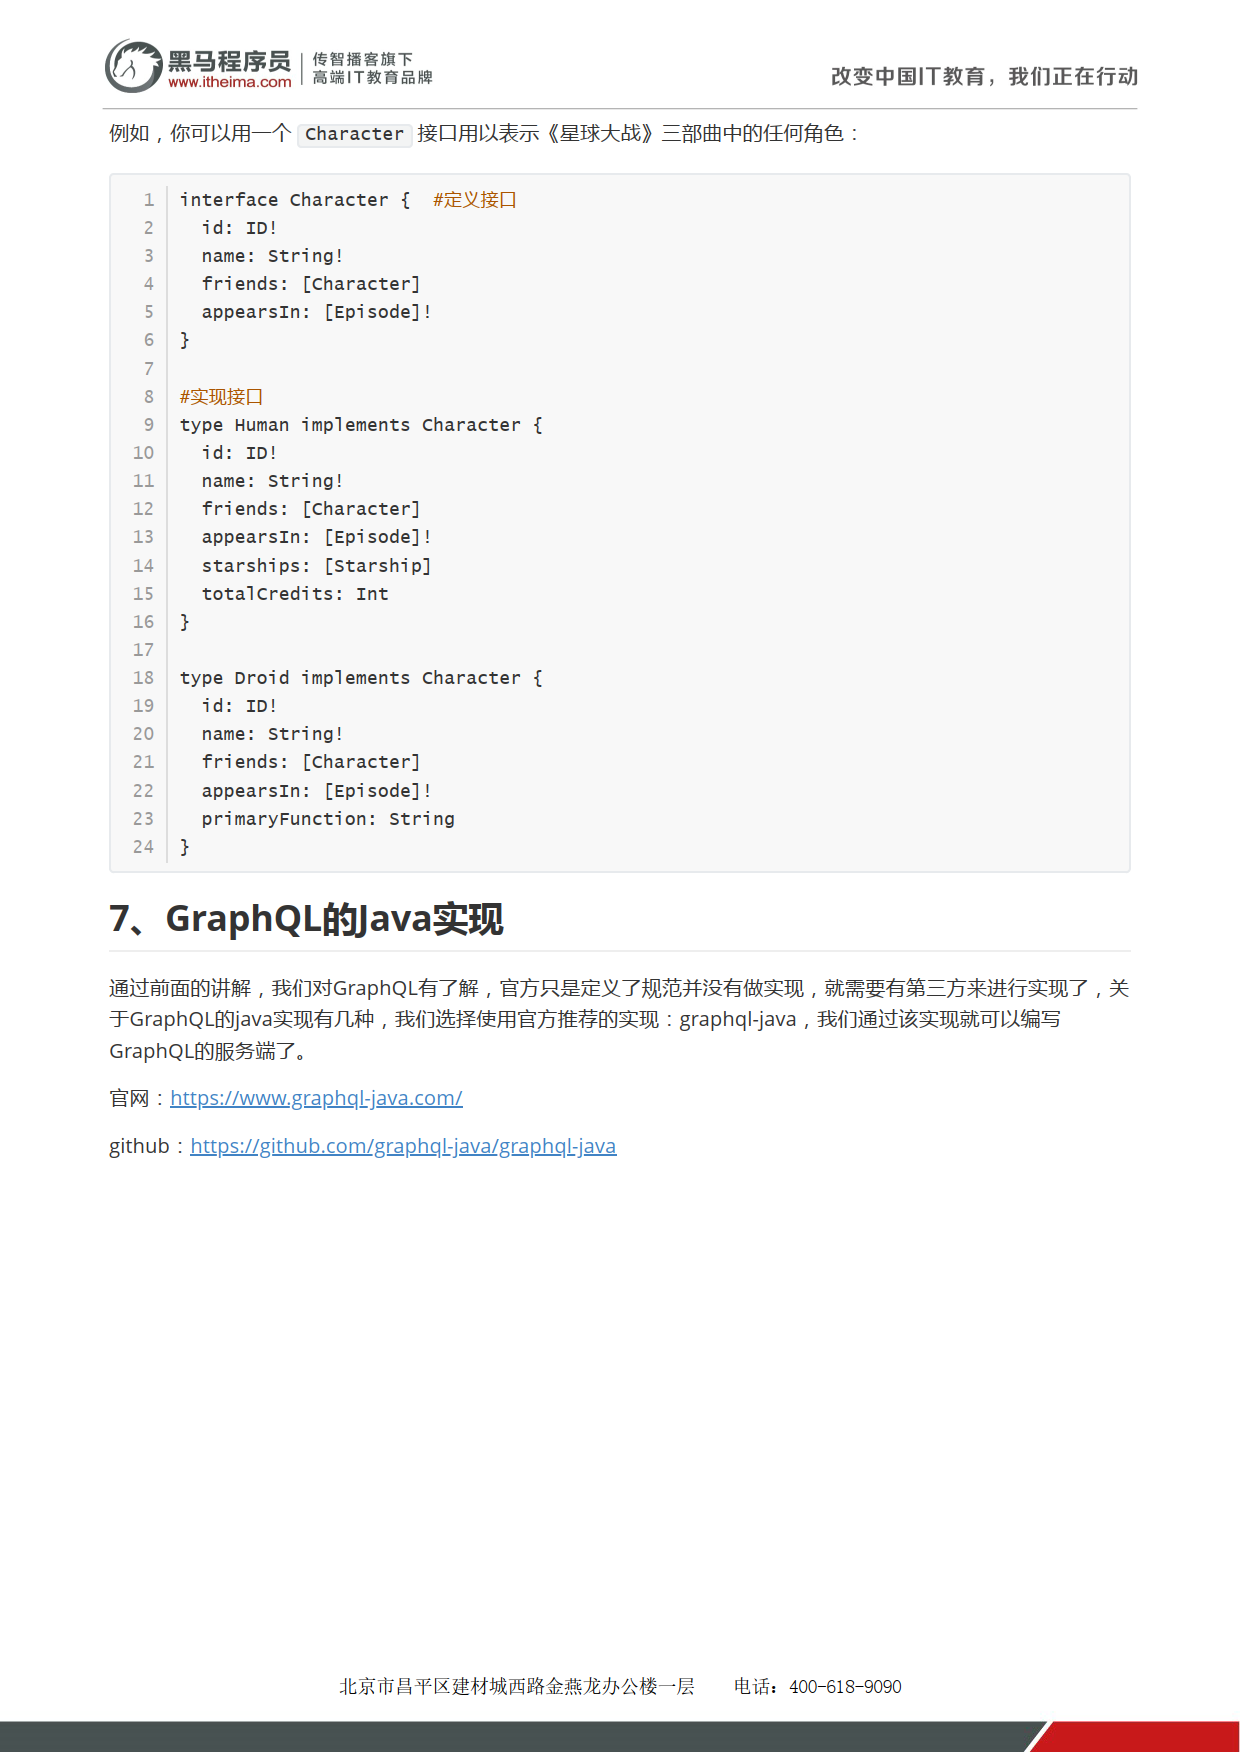 黑马程序员
www.itheima.com
传智播客旗下
高端IT教育品牌
改变中国IT教育，我们正在行动
例如，你可以用一个 Character 接口用以表示《星球大战》三部曲中的任何角色：
1 interface Character {  #定义接口
2   id: ID!
3   name: String!
4   friends: [Character]
5   appearsIn: [Episode]!
6 }
7
8 #实现接口
9 type Human implements Character {
10   id: ID!
11   name: String!
12   friends: [Character]
13   appearsIn: [Episode]!
14   starships: [Starship]
15   totalCredits: Int
16 }
17
18 type Droid implements Character {
19   id: ID!
20   name: String!
21   friends: [Character]
22   appearsIn: [Episode]!
23   primaryFunction: String
24 }
7、GraphQL的Java实现
通过前面的讲解，我们对GraphQL有了解，官方只是定义了规范并没有做实现，就需要有第三方来进行实现了，关
于GraphQL的java实现有几种，我们选择使用官方推荐的实现：graphql-java，我们通过该实现就可以编写
GraphQL的服务端了。
官网：https://www.graphql-java.com/
github：https://github.com/graphql-java/graphql-java
北京市昌平区建材城西路金燕龙办公楼一层 电话：400-618-9090